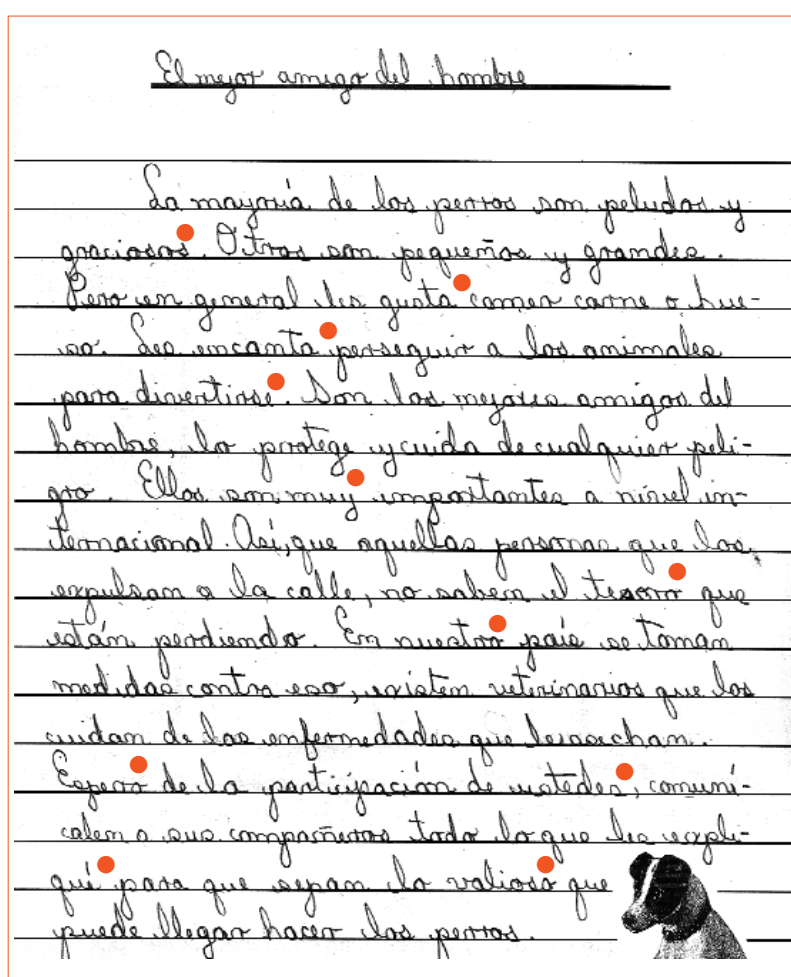 El mejor amigo del hombre
La mayoría de los perros son peludos y
graciosos. Otros son pequeños y grandes.
Pero en general les gusta comer carne o hue-
so. Les encanta perseguir a los animales
para divertirse. Son los mejores amigos del
hombre, lo protege y cuida de cualquier peli-
gro. Ellos son muy importantes a nivel in-
ternacional. Así, que aquellas personas que los
expulsan a la calle, no saben el tesoro que
están perdiendo. En nuestro país se toman
medidas contra eso, existen veterinarios que los
cuidan de las enfermedades que les asechan.
Espero de la participación de ustedes, comuní-
calen a sus compañeros todo lo que les expli-
qué para que sepan lo valioso que
puede llegar hacer los perros.